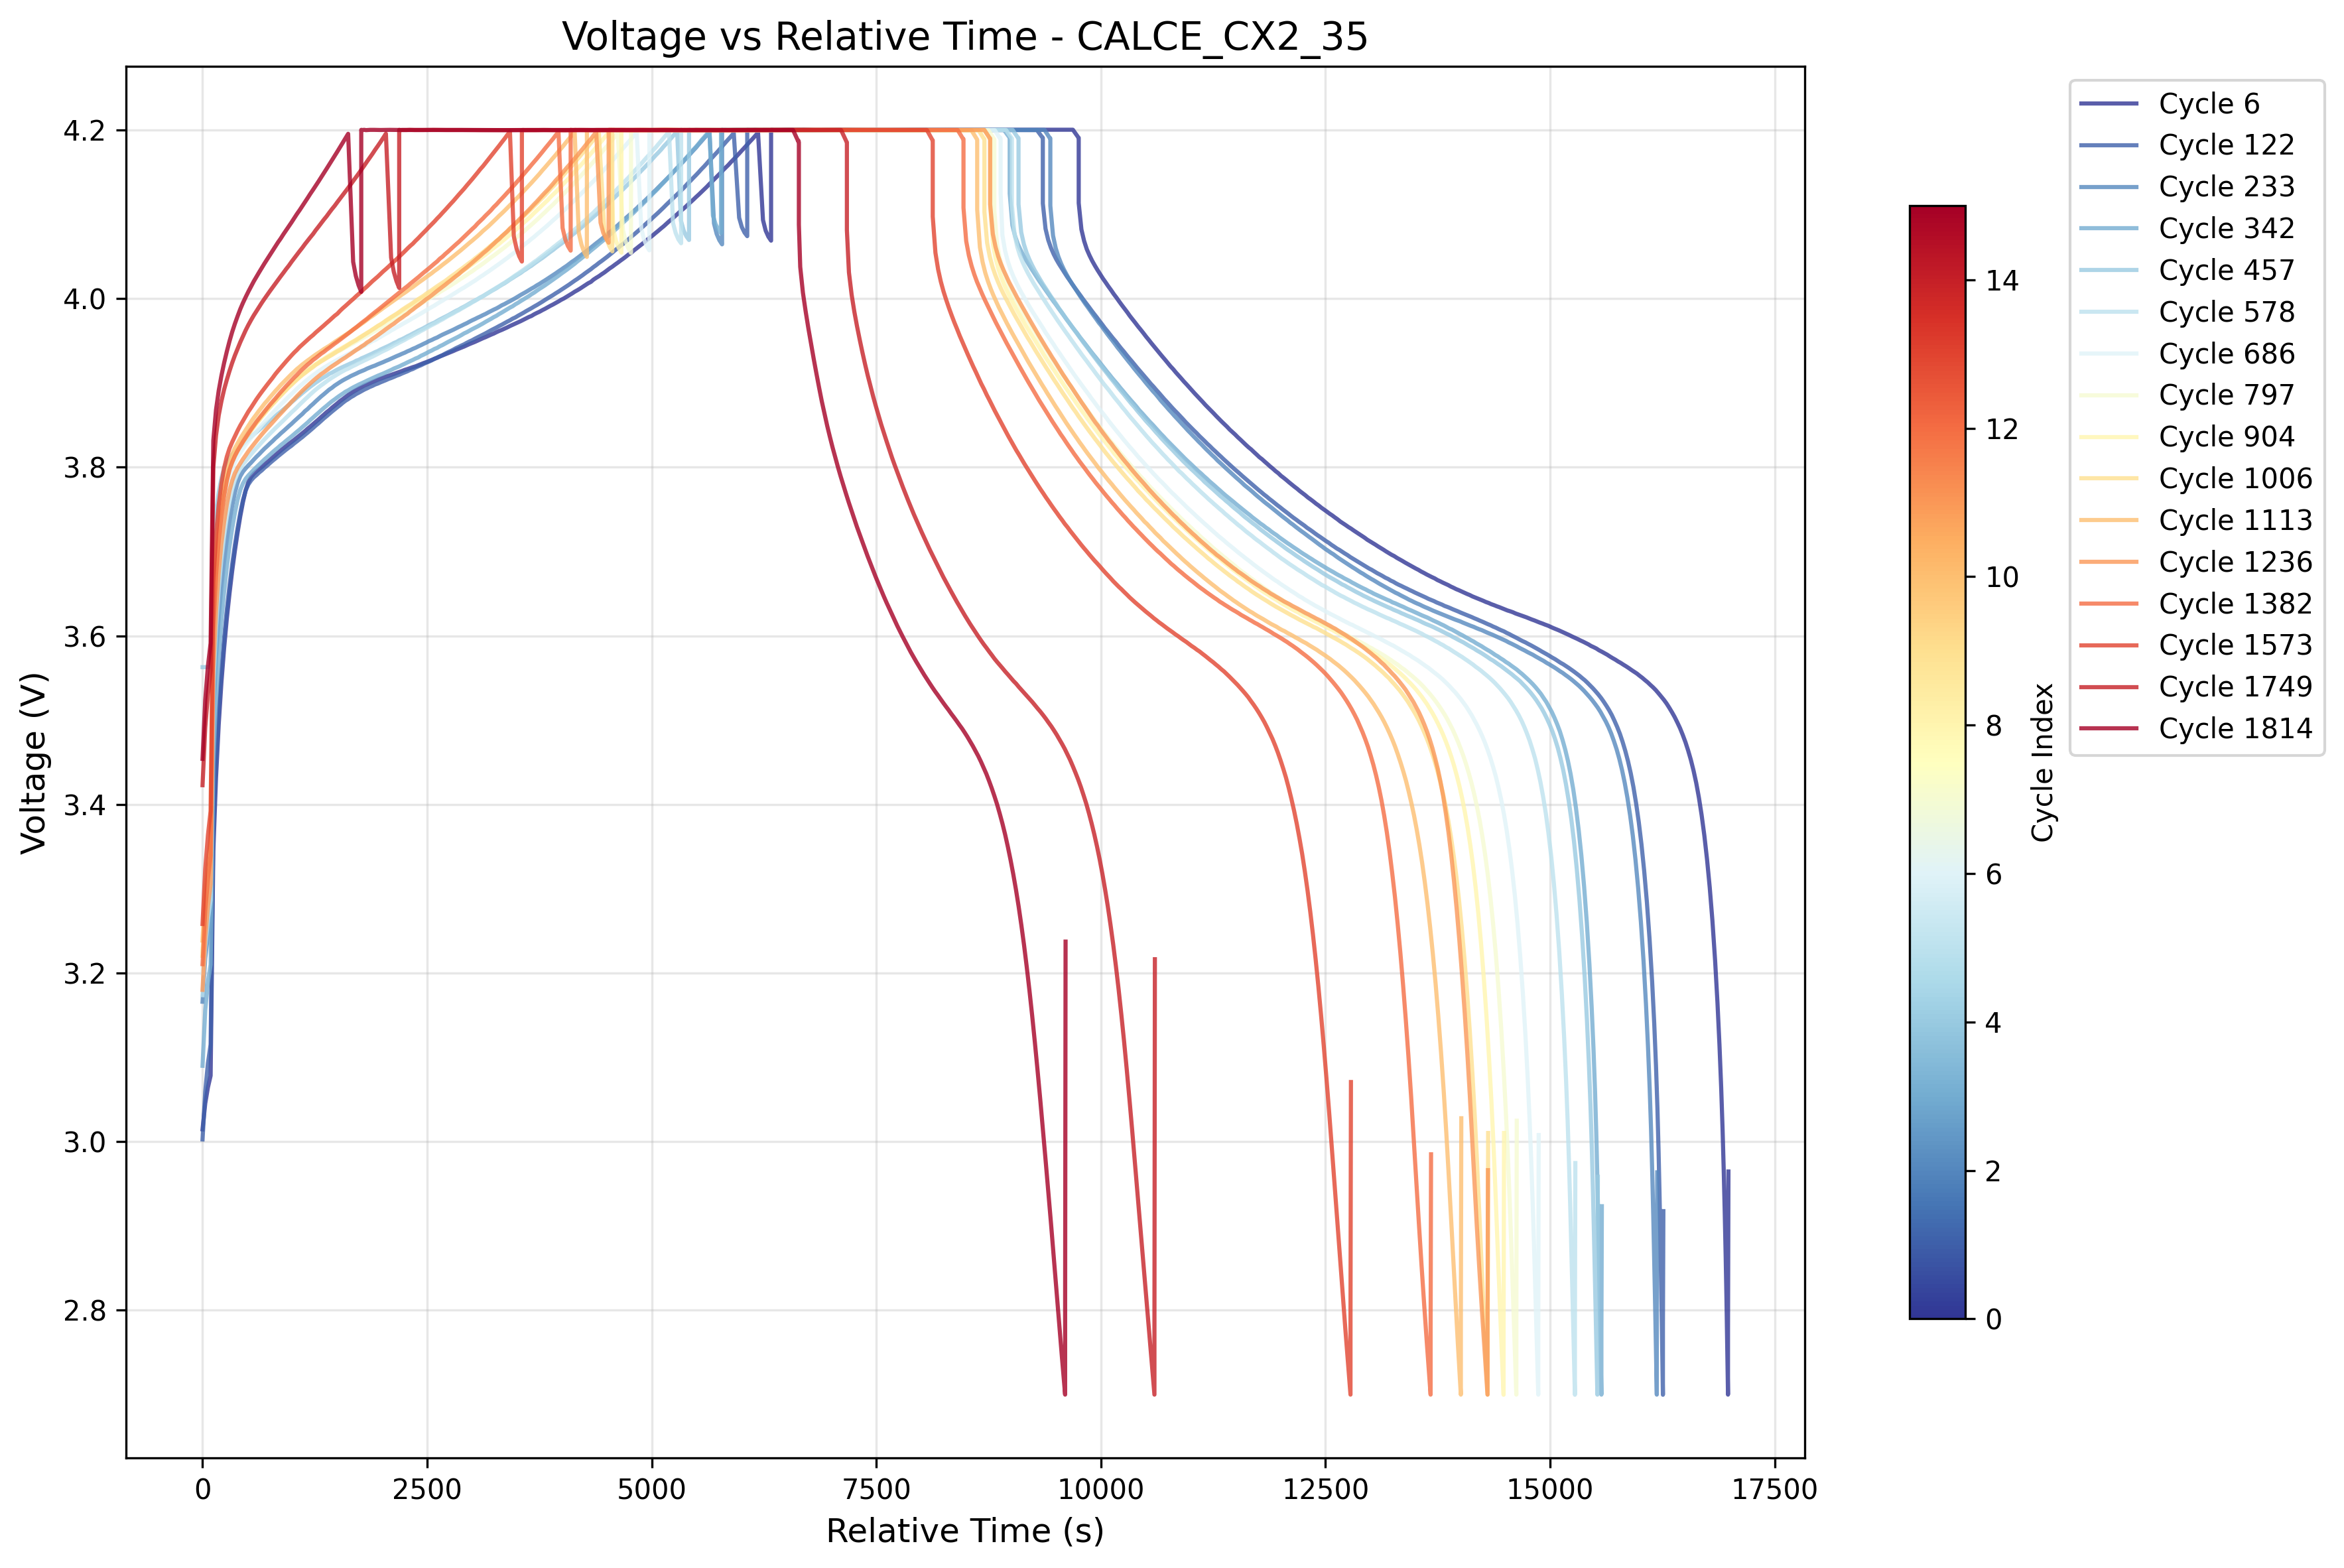 Voltage vs Relative Time - CALCE_CX2_35
Voltage (V)
4.2
4.0
3.8
3.6
3.4
3.2
3.0
2.8
0
2500
5000
7500
10000
12500
15000
17500
Relative Time (s)
14
12
10
8
6
4
2
0
Cycle Index
Cycle 6
Cycle 122
Cycle 233
Cycle 342
Cycle 457
Cycle 578
Cycle 686
Cycle 797
Cycle 904
Cycle 1006
Cycle 1113
Cycle 1236
Cycle 1382
Cycle 1573
Cycle 1749
Cycle 1814